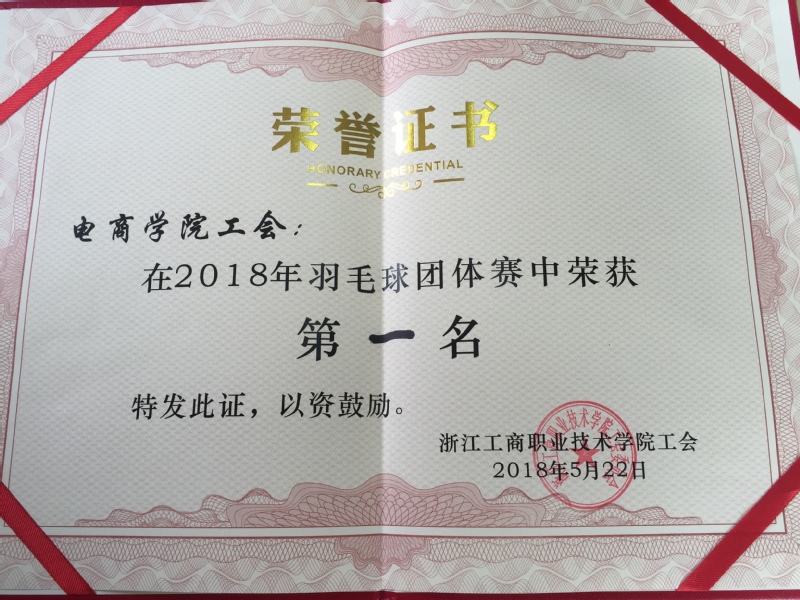 荣誉证书
HONORARY CREDENTIAL
电商学院工会：
在2018年羽毛球团体赛中荣获
第一名
特发此证，以资鼓励。
浙江工商职业技术学院工会
2018年5月22日